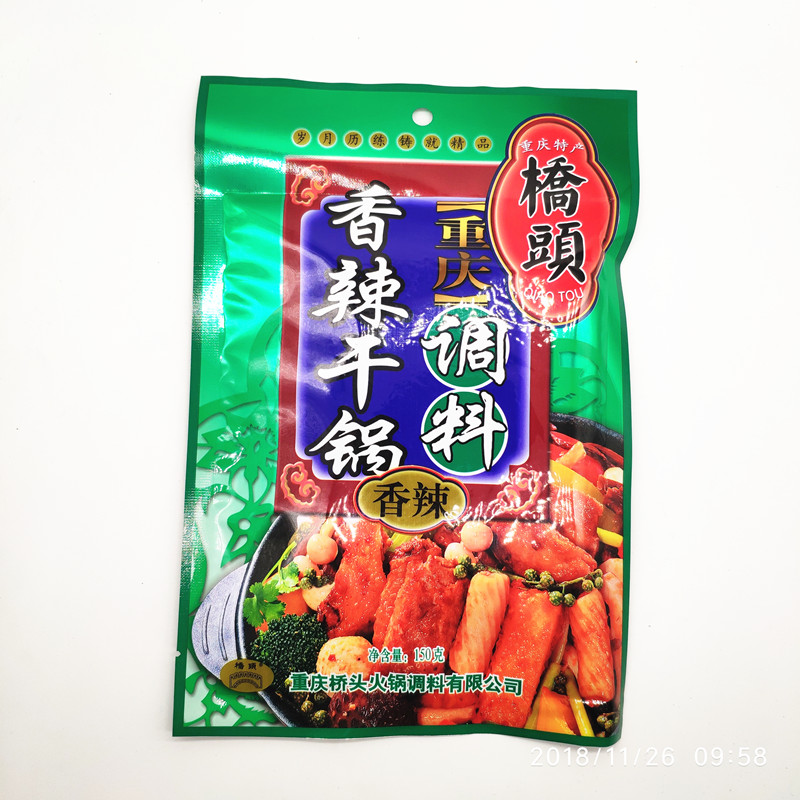 岁月历练铸就精品
重庆特产
橋頭
QIAO TOU
香辣干锅
【重庆】
调料
香辣
净含量：150克
橋頭
重庆桥头火锅调料有限公司
2018/11/26 09:58